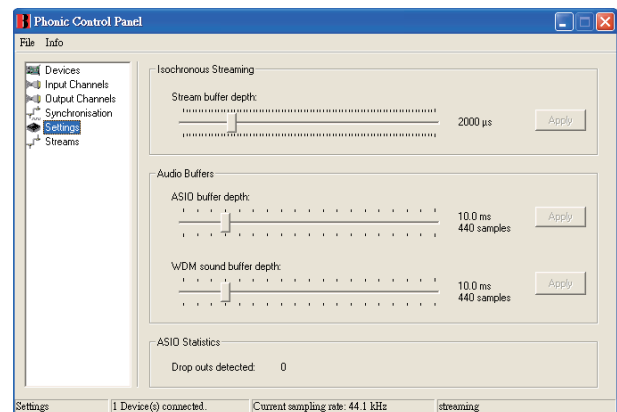 Phonic Control Panel
File Info
Devices
Input Channels
Output Channels
Synchronisation
Settings
Streams
Isochronous Streaming
Stream buffer depth:
2000 µs
Apply
Audio Buffers
ASIO buffer depth:
10.0 ms
440 samples
Apply
WDM sound buffer depth:
10.0 ms
440 samples
Apply
ASIO Statistics
Drop outs detected: 0
Settings 1 Device(s) connected. Current sampling rate: 44.1 kHz streaming